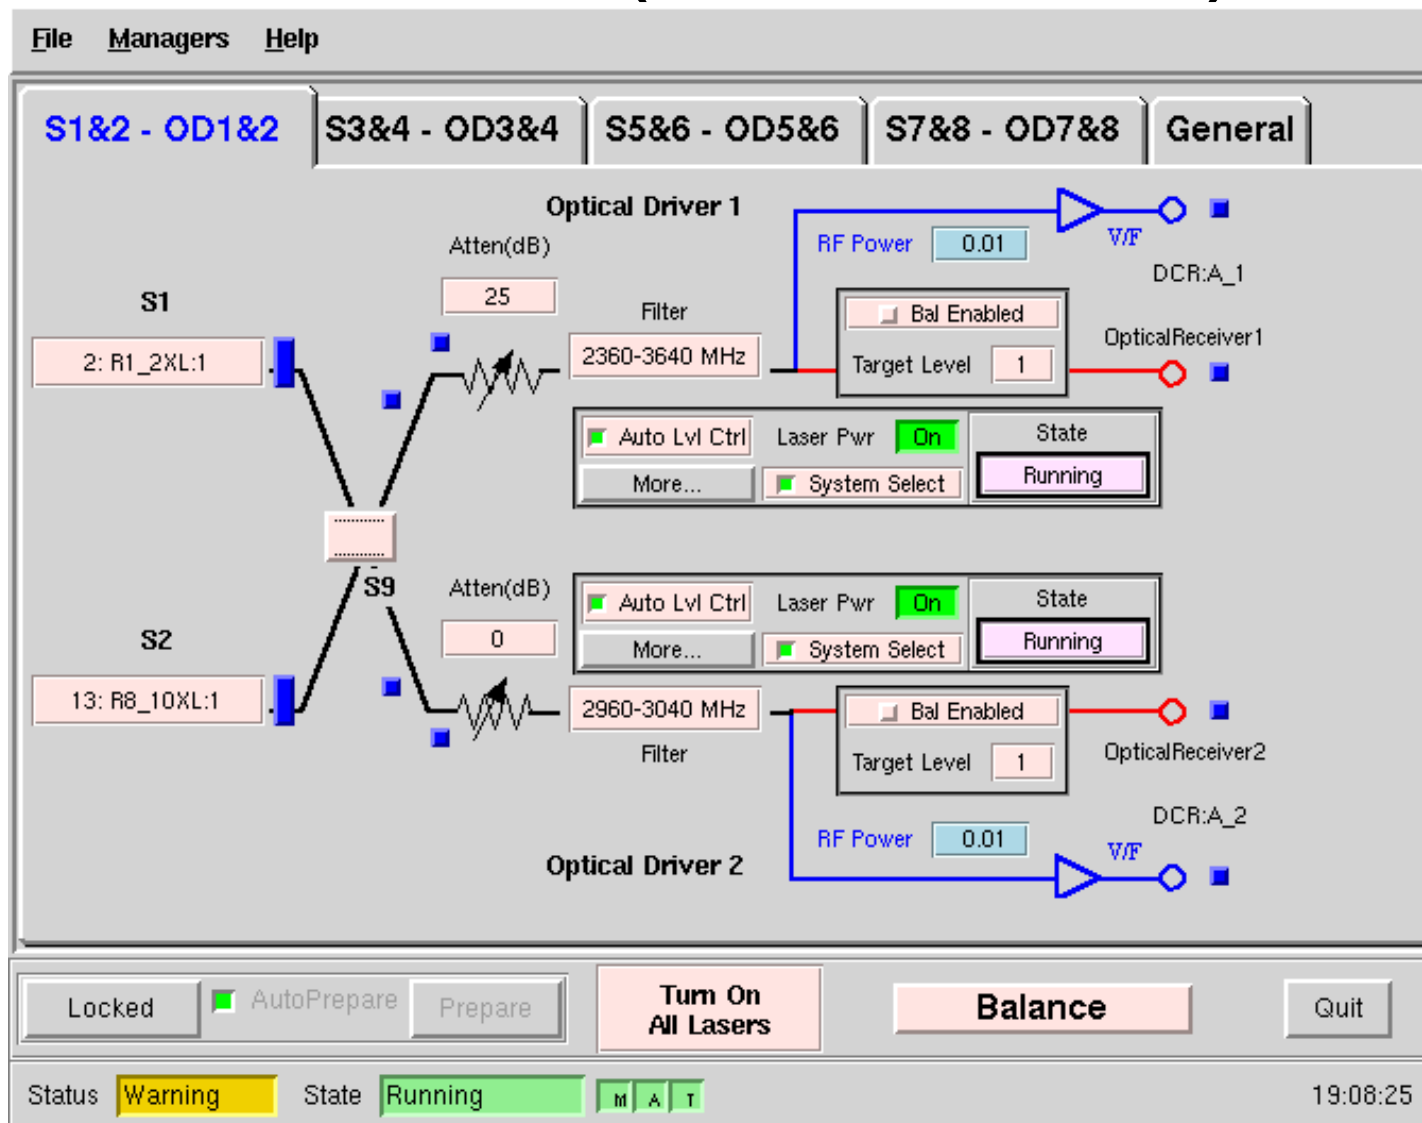 File Managers Help
S1&2 - OD1&2 S3&4 - OD3&4 S5&6 - OD5&6 S7&8 - OD7&8 General
Optical Driver 1
RF Power 0.01 V/F
Atten(dB)
DCR:A_1
S1 25 Filter Bal Enabled
OpticalReceiver1
2: R1_2XL:1 2360-3640 MHz Target Level 1
Auto Lvl Ctrl Laser Pwr On State
More... System Select Running
S9 Atten(dB) Auto Lvl Ctrl Laser Pwr On State
S2 0 More... System Select Running
13: R8_10XL:1 2960-3040 MHz Bal Enabled
Filter Target Level 1 OpticalReceiver2
DCR:A_2
RF Power 0.01 V/F
Optical Driver 2
Locked AutoPrepare Prepare Turn On Balance Quit
All Lasers
Status Warning State Running M A T 19:08:25